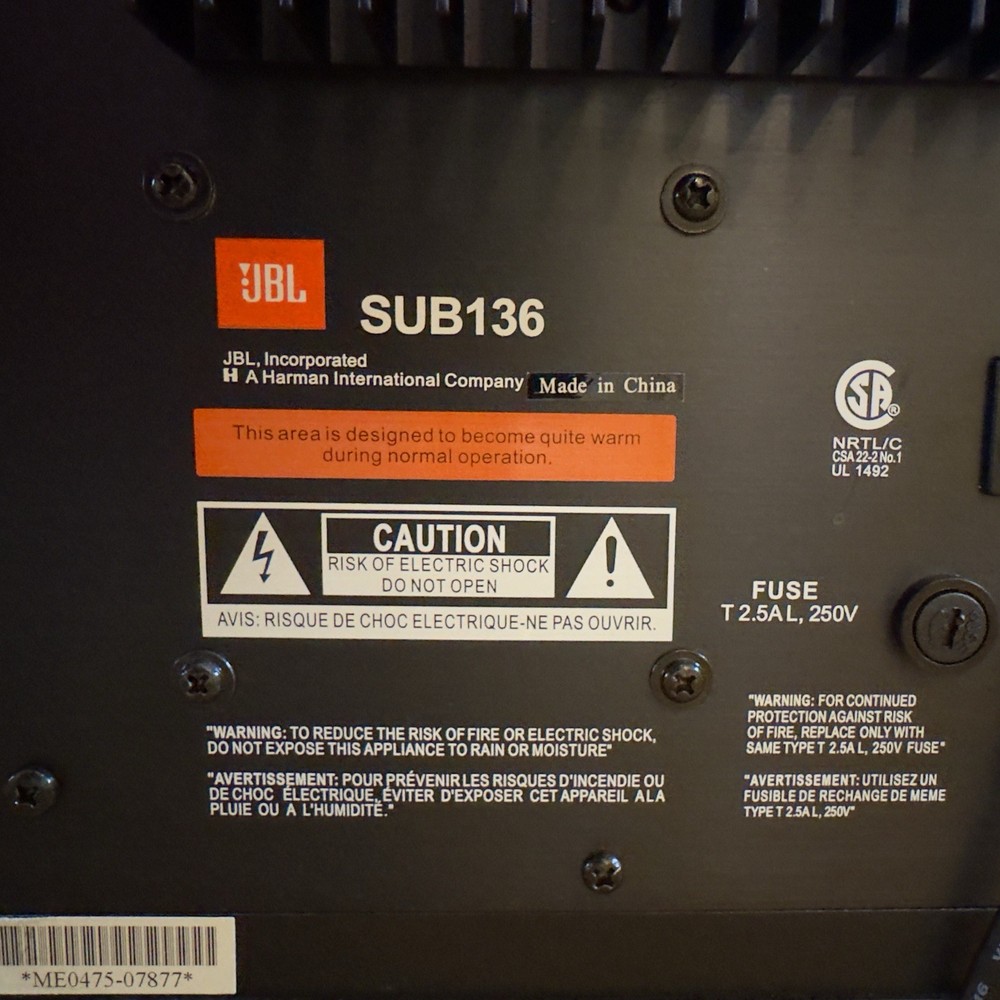 JBL
SUB136
JBL, Incorporated
H A Harman International Company
Made in China
This area is designed to become quite warm
during normal operation.
SA®
NRTL/C
CSA 22-2 No.1
UL 1492
CAUTION
RISK OF ELECTRIC SHOCK
DO NOT OPEN
AVIS: RISQUE DE CHOC ELECTRIQUE-NE PAS OUVRIR.
FUSE
T 2.5A L, 250V
"WARNING: TO REDUCE THE RISK OF FIRE OR ELECTRIC SHOCK,
DO NOT EXPOSE THIS APPLIANCE TO RAIN OR MOISTURE"
"AVERTISSEMENT: POUR PRÉVENIR LES RISQUES D'INCENDIE OU
DE CHOC ÉLECTRIQUE, ÉVITER D'EXPOSER CET APPAREIL A LA
PLUIE OU A L'HUMIDITÉ."
"WARNING: FOR CONTINUED
PROTECTION AGAINST RISK
OF FIRE, REPLACE ONLY WITH
SAME TYPE T 2.5A L, 250V FUSE"
"AVERTISSEMENT: UTILISEZ UN
FUSIBLE DE RECHANGE DE MEME
TYPE T 2.5A L, 250V"
*ME0475-07877*